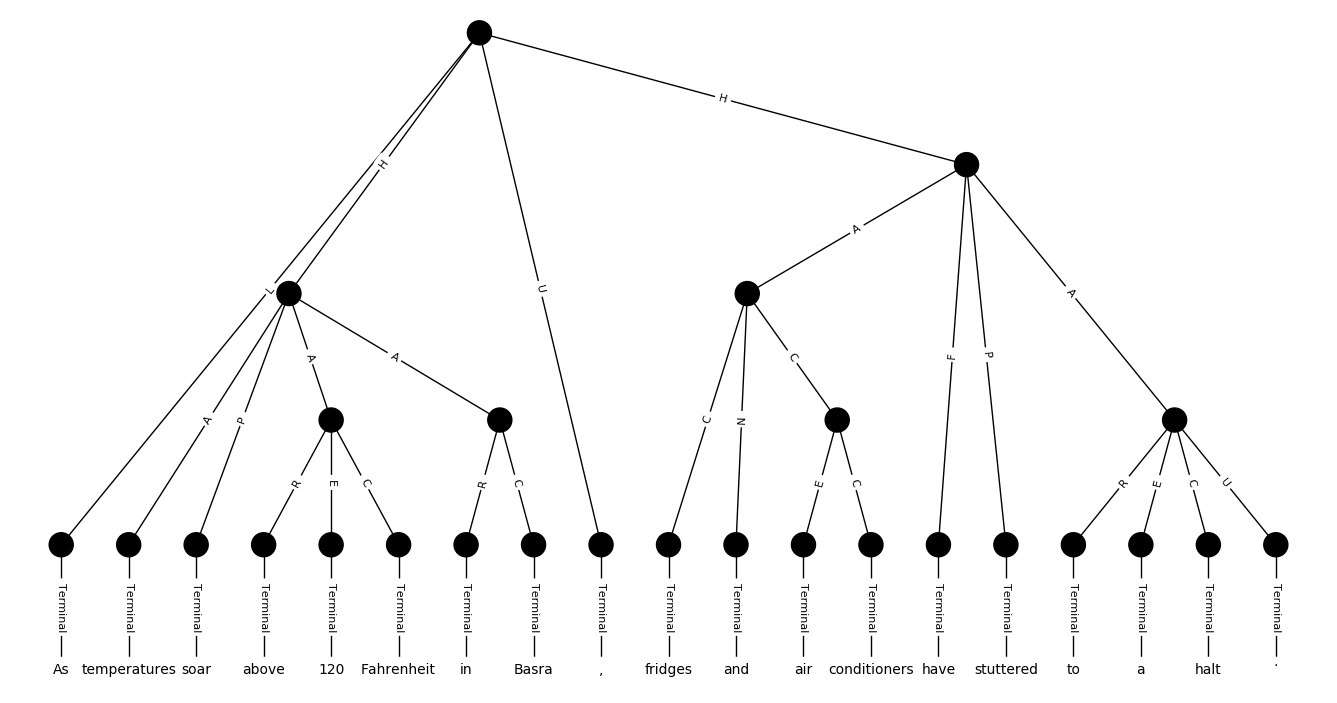 H
H
L
U
A
A
A
F
P
A
A
P
C
N
C
R
E
C
R
C
E
C
R
E
C
U
Terminal Terminal Terminal Terminal Terminal Terminal Terminal Terminal Terminal Terminal Terminal Terminal Terminal Terminal Terminal Terminal Terminal Terminal Terminal
As temperatures soar above 120 Fahrenheit in Basra , fridges and air conditioners have stuttered to a halt .